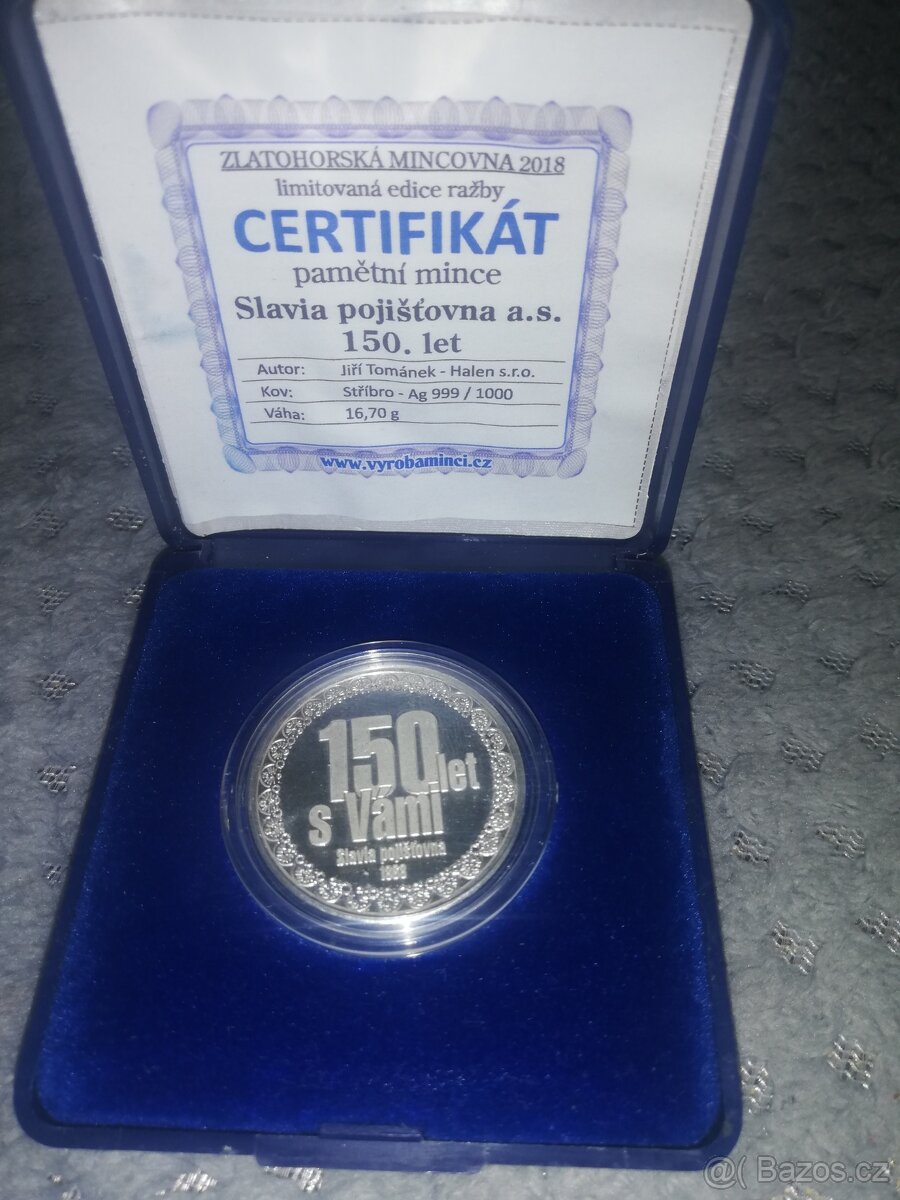 ZLATOHORSKÁ MINCOVNA 2018
limitovaná edice ražby
CERTIFIKÁT
pamětní mince
Slavia pojišťovna a.s.
150. let
Autor: Jiří Tománek - Halen s.r.o.
Kov: Stříbro - Ag 999 / 1000
Váha: 16,70 g
www.vyrobaminci.cz
150 let
s Vámi
Slavia pojišťovna
@( Bazos.cz